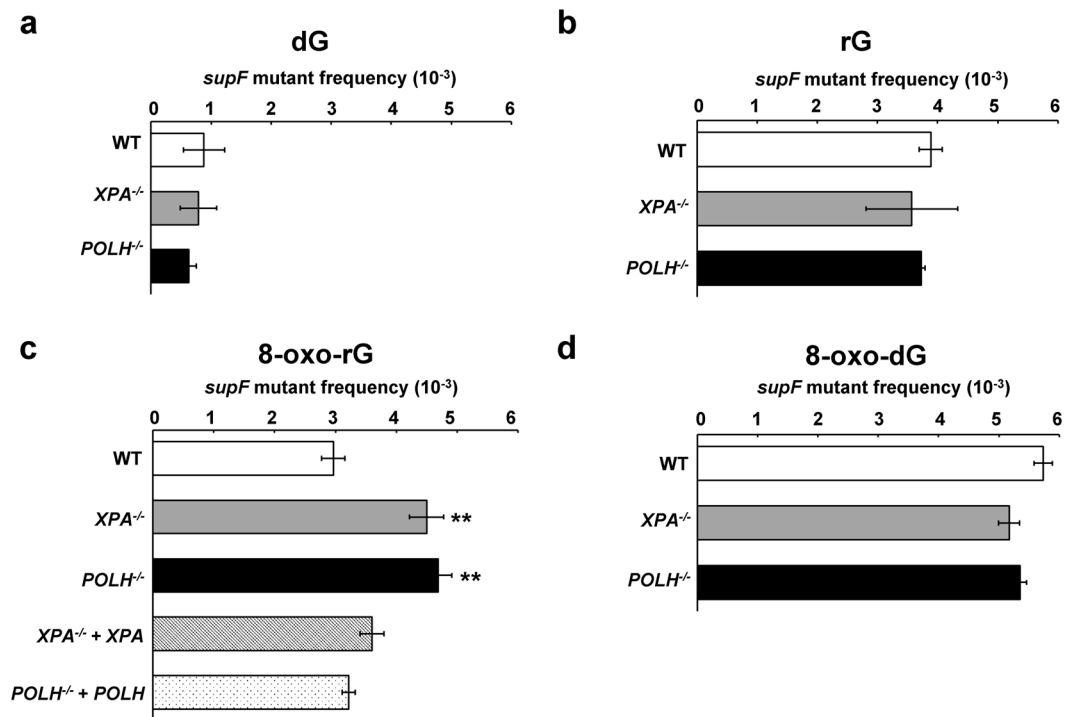 a
dG
supF mutant frequency (10⁻³)
0 1 2 3 4 5 6
WT
XPA⁻/⁻
POLH⁻/⁻
b
rG
supF mutant frequency (10⁻³)
0 1 2 3 4 5 6
WT
XPA⁻/⁻
POLH⁻/⁻
c
8-oxo-rG
supF mutant frequency (10⁻³)
0 1 2 3 4 5 6
WT
XPA⁻/⁻
**
POLH⁻/⁻
**
XPA⁻/⁻ + XPA
POLH⁻/⁻ + POLH
d
8-oxo-dG
supF mutant frequency (10⁻³)
0 1 2 3 4 5 6
WT
XPA⁻/⁻
POLH⁻/⁻